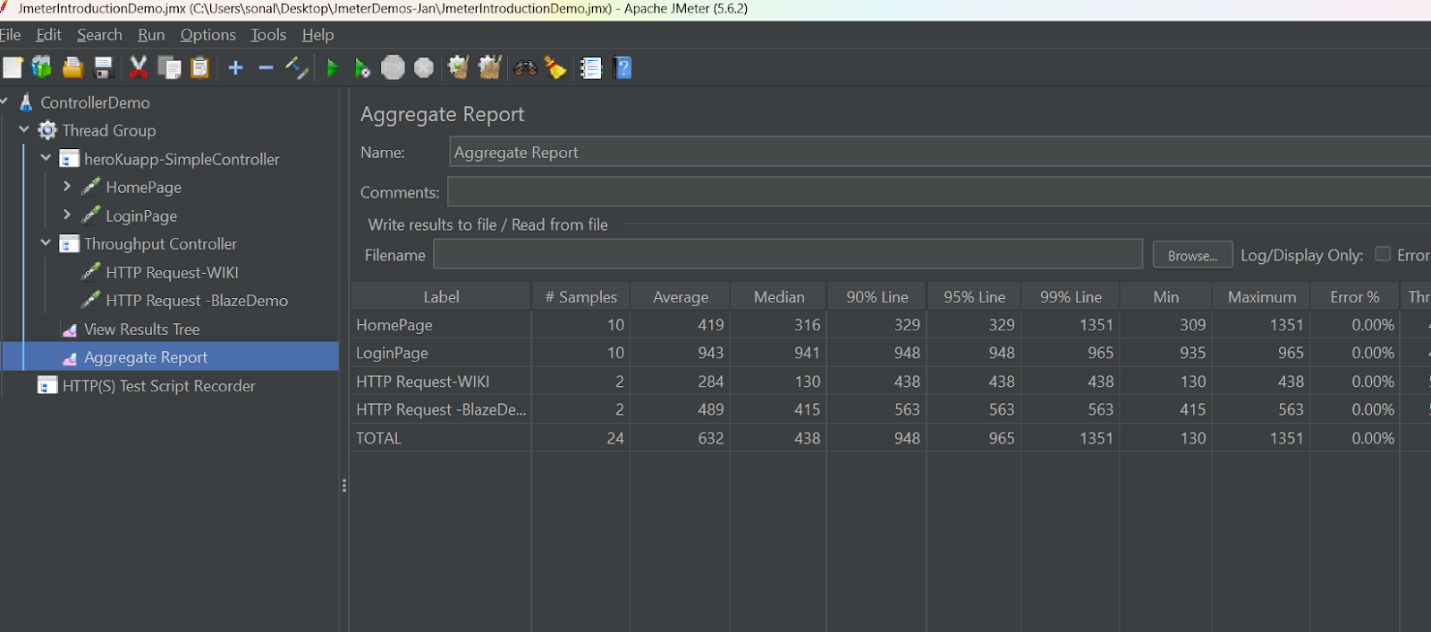 JmeterIntroductionDemo.jmx (C:\Users\sonal\Desktop\JmeterDemos-Jan\JmeterIntroductionDemo.jmx) - Apache JMeter (5.6.2)
File Edit Search Run Options Tools Help
ControllerDemo
Thread Group
heroKuapp-SimpleController
HomePage
LoginPage
Throughput Controller
HTTP Request-WIKI
HTTP Request -BlazeDemo
View Results Tree
Aggregate Report
HTTP(S) Test Script Recorder
Aggregate Report
Name: Aggregate Report
Comments:
Write results to file / Read from file
Filename Browse... Log/Display Only: Error
Label # Samples Average Median 90% Line 95% Line 99% Line Min Maximum Error % Thr
HomePage 10 419 316 329 329 1351 309 1351 0.00%
LoginPage 10 943 941 948 948 965 935 965 0.00%
HTTP Request-WIKI 2 284 130 438 438 438 130 438 0.00%
HTTP Request -BlazeDe... 2 489 415 563 563 563 415 563 0.00%
TOTAL 24 632 438 948 965 1351 130 1351 0.00%